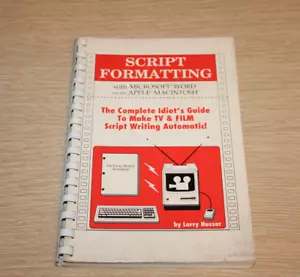 SCRIPT
FORMATTING
with MICROSOFT® WORD
on the APPLE® MACINTOSH®
The Complete Idiot's Guide
To Make TV & FILM
Script Writing Automatic!
by Larry Nasser